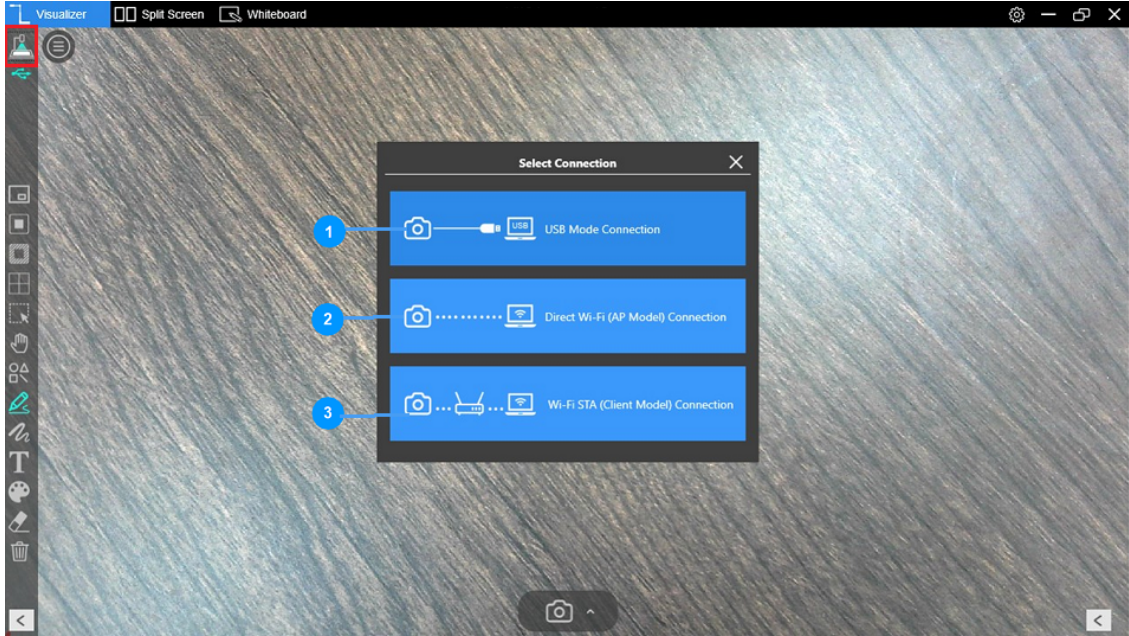 Visualizer
Split Screen
Whiteboard
Select Connection
1
USB
USB Mode Connection
2
Direct Wi-Fi (AP Model) Connection
3
Wi-Fi STA (Client Model) Connection
T